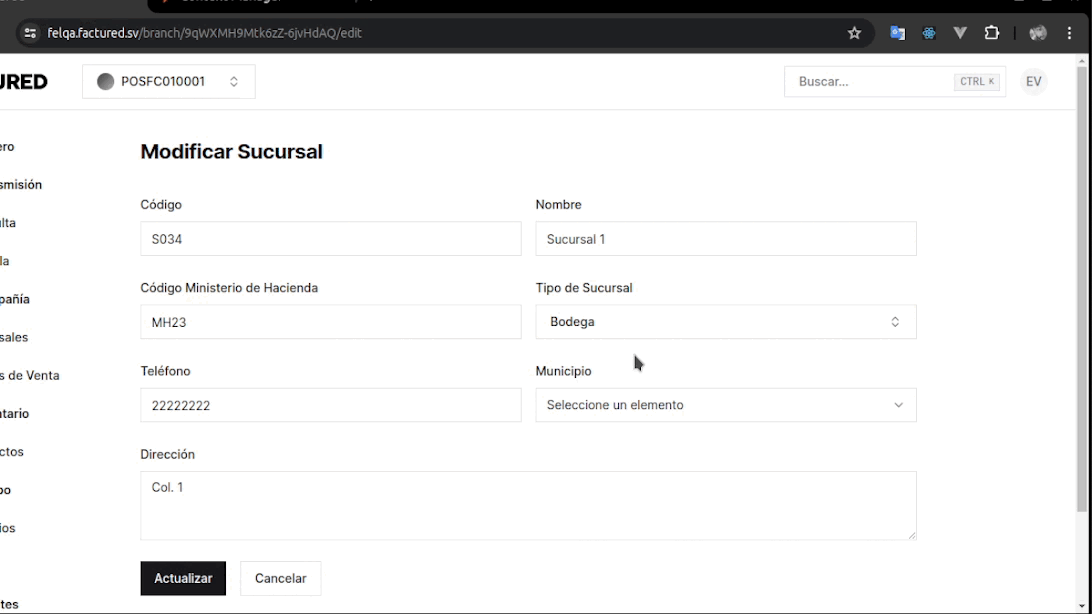 felqa.factured.sv/branch/9qWXMH9Mtk6zZ-6jvHdAQ/edit
URED
POSFC010001
Buscar...
CTRL K
EV
ero
smisión
ulta
la
pañía
sales
s de Venta
ntario
ctos
po
ios
tes
Modificar Sucursal
Código
Nombre
S034
Sucursal 1
Código Ministerio de Hacienda
Tipo de Sucursal
MH23
Bodega
Teléfono
Municipio
22222222
Seleccione un elemento
Dirección
Col. 1
Actualizar
Cancelar